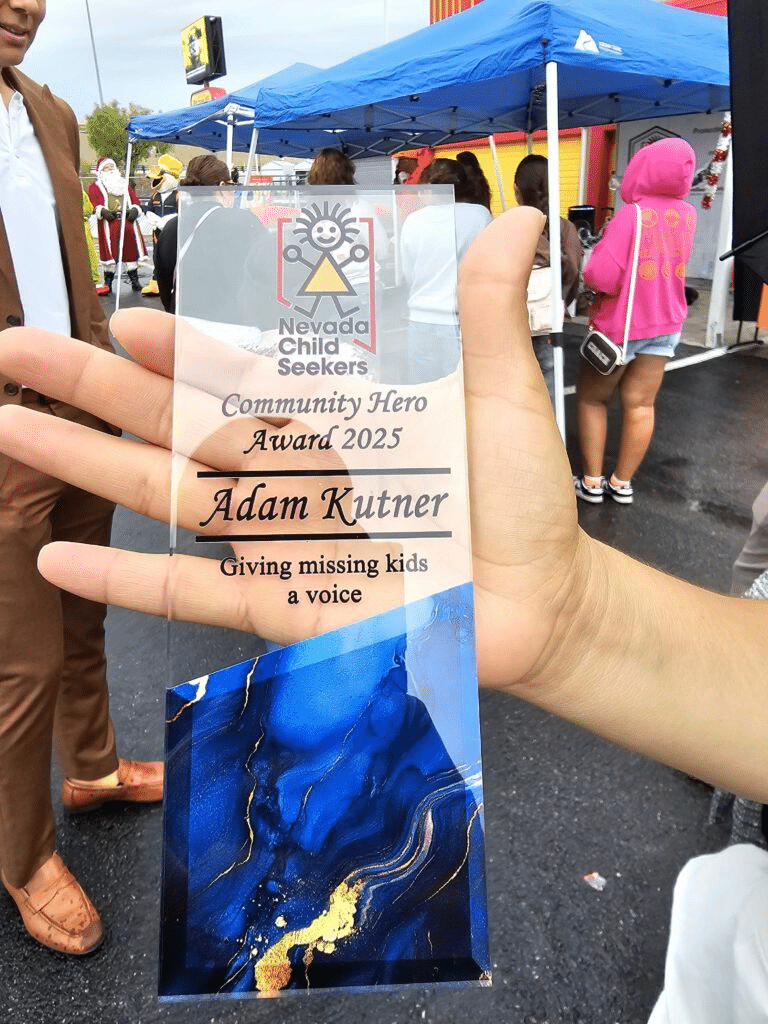 Nevada
Child
Seekers
Community Hero
Award 2025
Adam Kutner
Giving missing kids
a voice